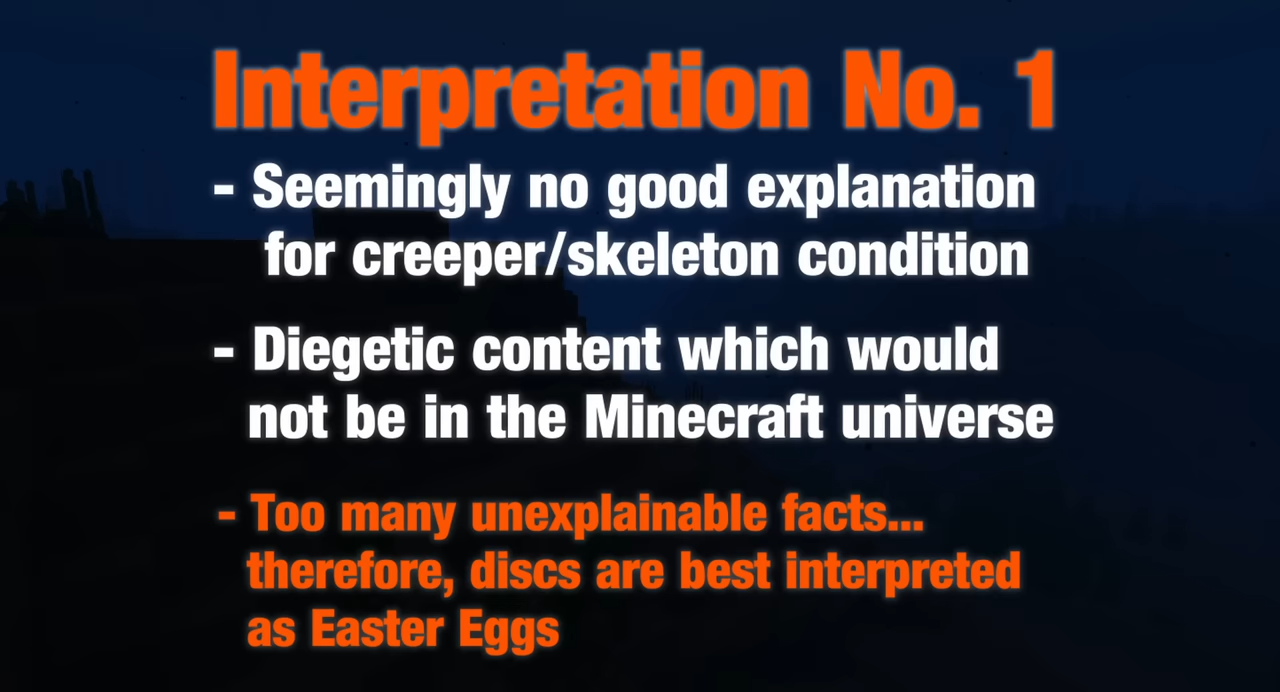 Interpretation No. 1
- Seemingly no good explanation
for creeper/skeleton condition
- Diegetic content which would
not be in the Minecraft universe
- Too many unexplainable facts...
therefore, discs are best interpreted
as Easter Eggs